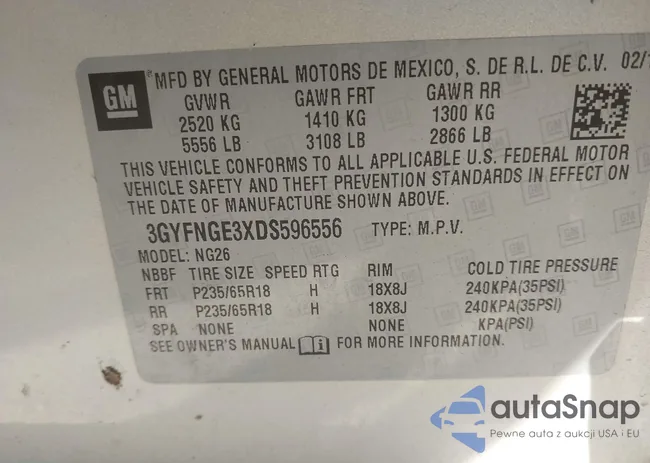 GM
MFD BY GENERAL MOTORS DE MEXICO, S. DE R.L. DE C.V. 02/1
GVWR GAWR FRT GAWR RR
2520 KG 1410 KG 1300 KG
5556 LB 3108 LB 2866 LB
THIS VEHICLE CONFORMS TO ALL APPLICABLE U.S. FEDERAL MOTOR
VEHICLE SAFETY AND THEFT PREVENTION STANDARDS IN EFFECT ON
THE DATE OF MANUFACTURE SHOWN ABOVE.
3GYFNGE3XDS596556 TYPE: M.P.V.
MODEL: NG26
NBBF TIRE SIZE SPEED RTG RIM COLD TIRE PRESSURE
FRT P235/65R18 H 18X8J 240KPA(35PSI)
RR P235/65R18 H 18X8J 240KPA(35PSI)
SPA NONE NONE KPA(PSI)
SEE OWNER'S MANUAL i FOR MORE INFORMATION.
autaSnap
Pewne auta z aukcji USA i EU